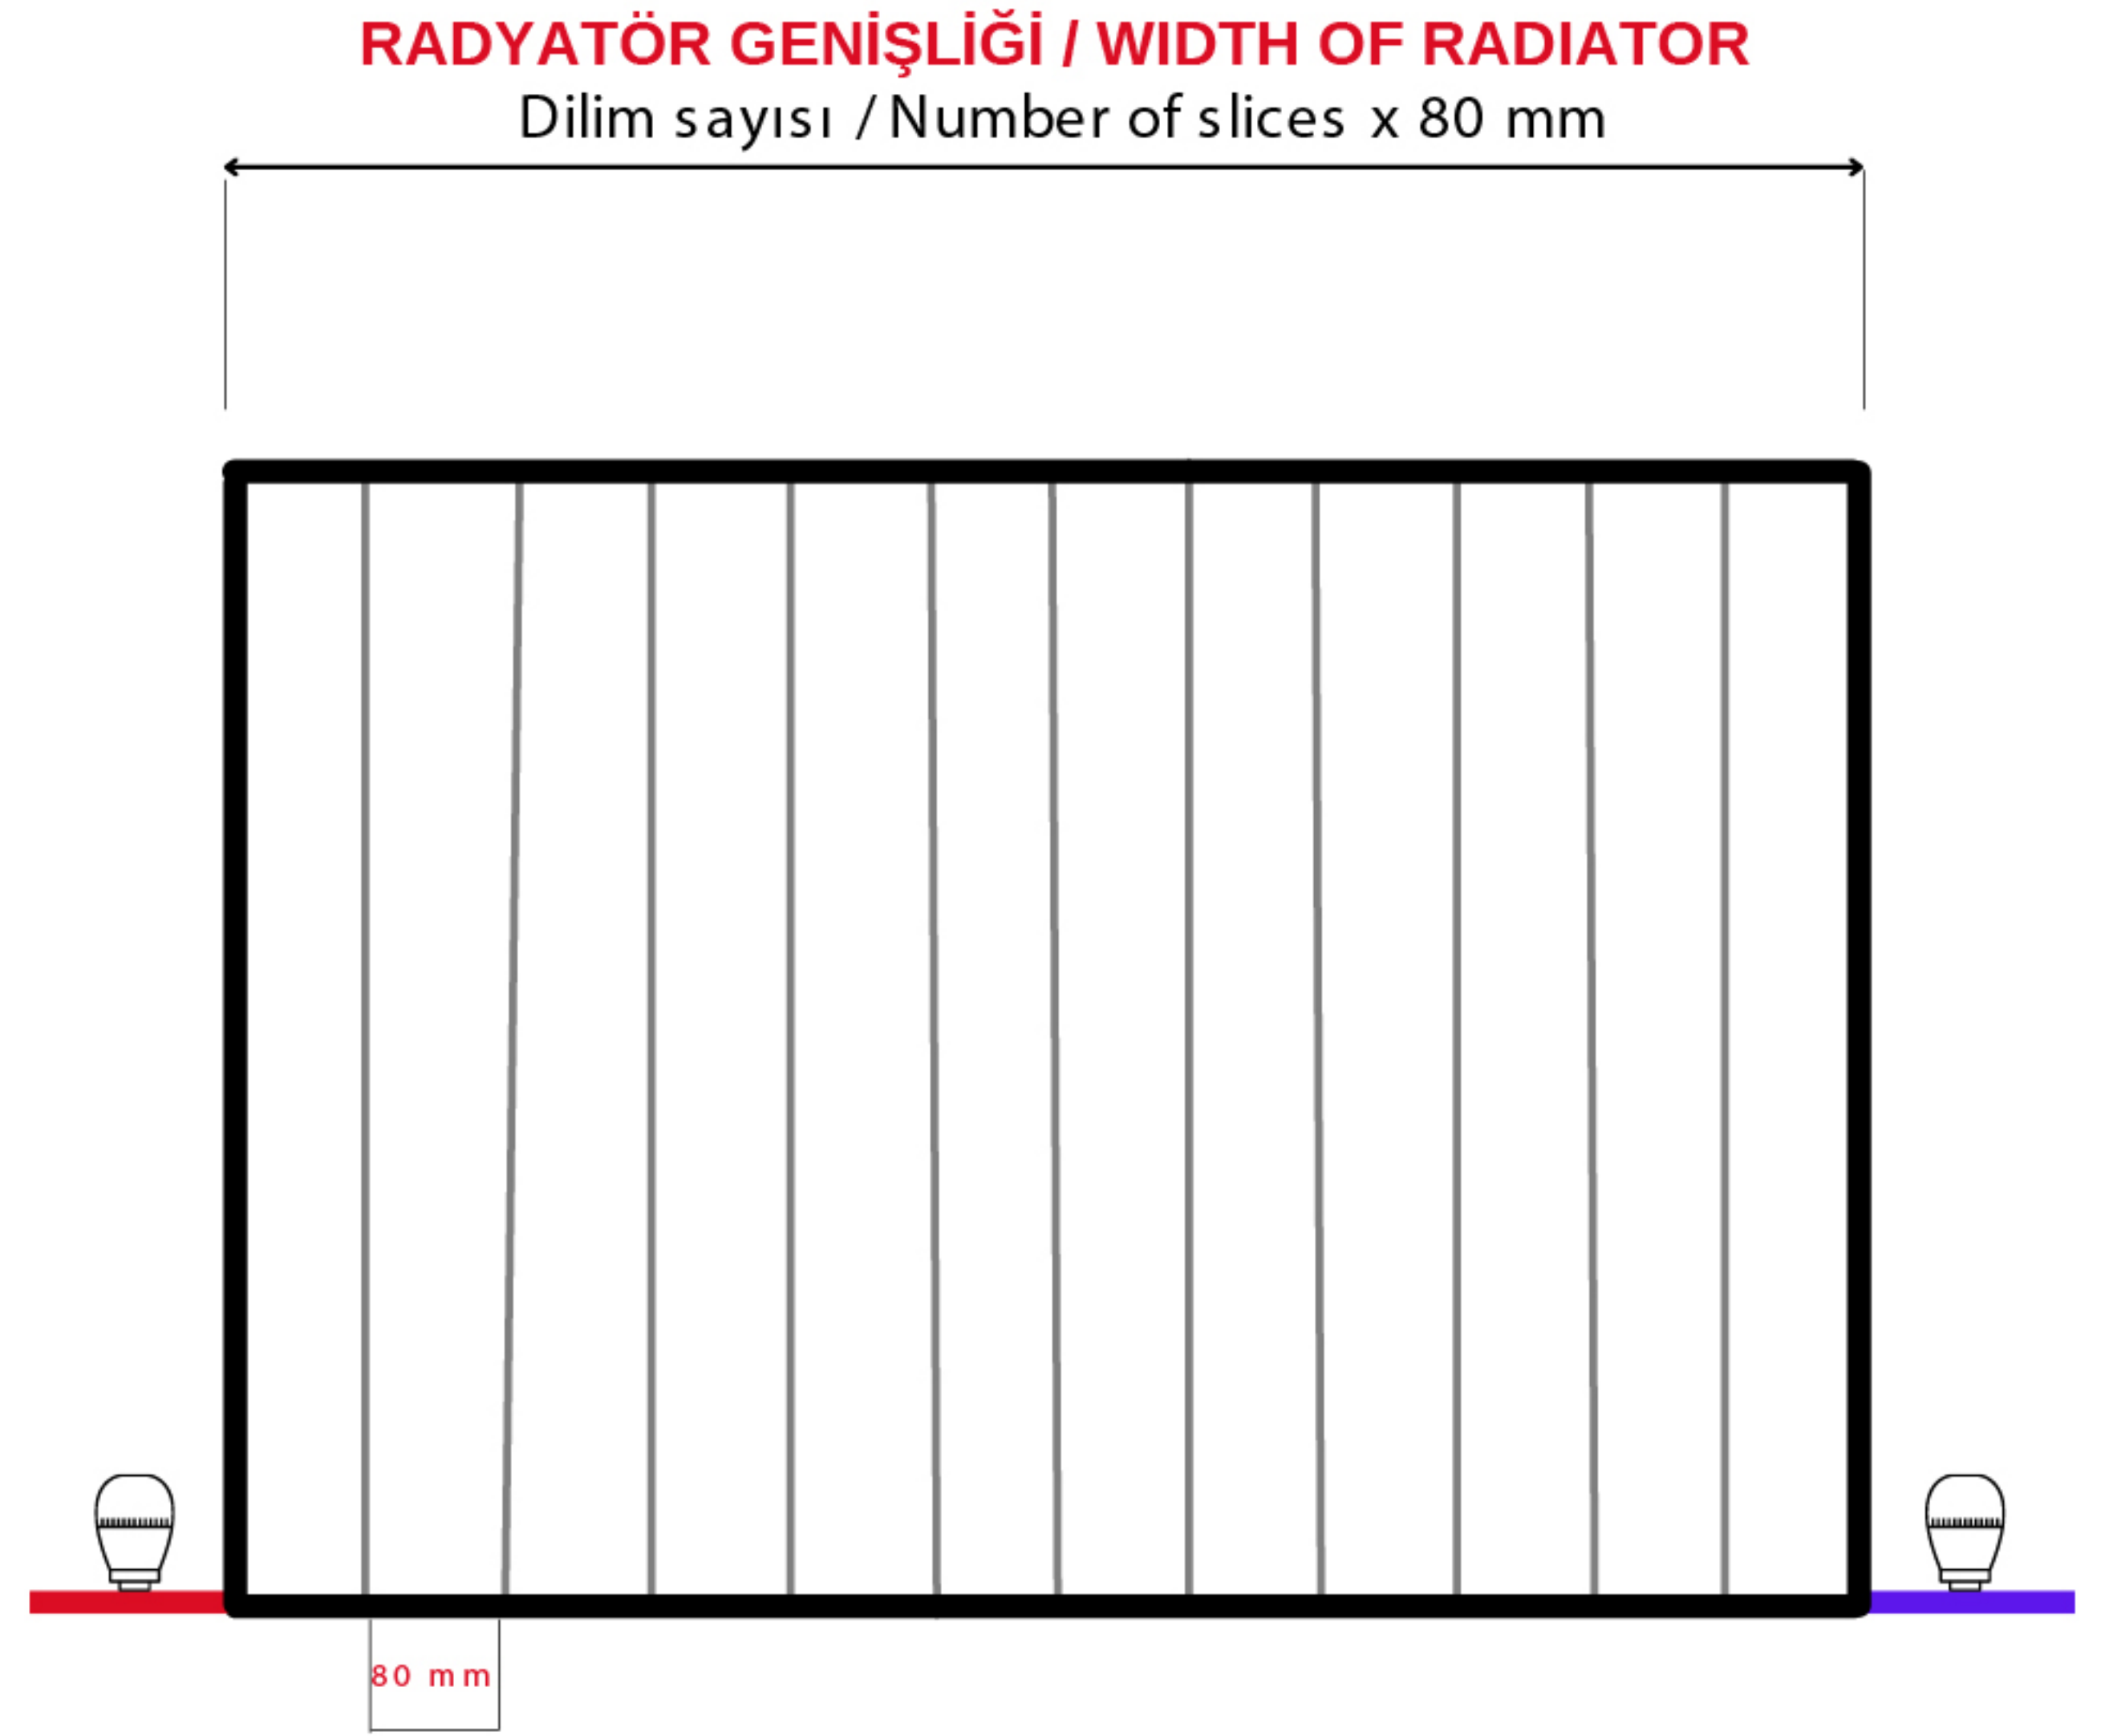 RADYATÖR GENİŞLİĞİ / WIDTH OF RADIATOR
Dilim sayısı / Number of slices x 80 mm
80 mm